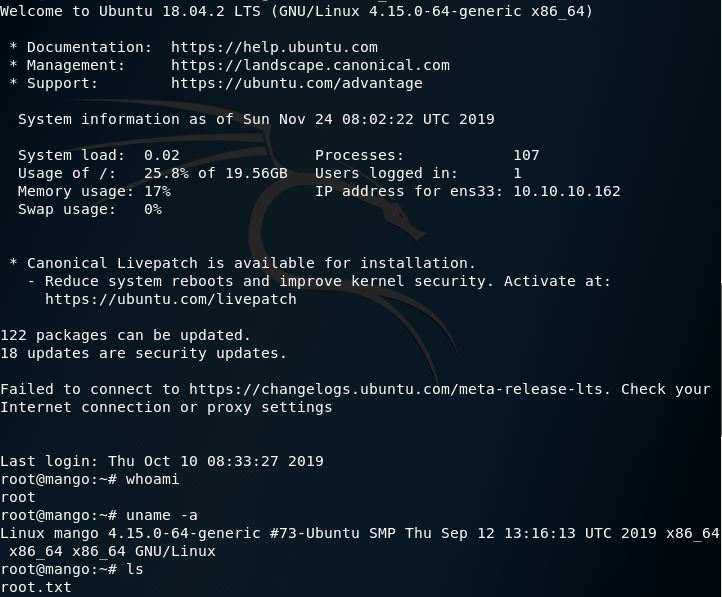 Welcome to Ubuntu 18.04.2 LTS (GNU/Linux 4.15.0-64-generic x86_64)
* Documentation:  https://help.ubuntu.com
* Management:     https://landscape.canonical.com
* Support:        https://ubuntu.com/advantage
System information as of Sun Nov 24 08:02:22 UTC 2019
System load:  0.02               Processes:            107
Usage of /:   25.8% of 19.56GB   Users logged in:      1
Memory usage: 17%                IP address for ens33: 10.10.10.162
Swap usage:   0%
* Canonical Livepatch is available for installation.
- Reduce system reboots and improve kernel security. Activate at:
https://ubuntu.com/livepatch
122 packages can be updated.
18 updates are security updates.
Failed to connect to https://changelogs.ubuntu.com/meta-release-lts. Check your
Internet connection or proxy settings
Last login: Thu Oct 10 08:33:27 2019
root@mango:~# whoami
root
root@mango:~# uname -a
Linux mango 4.15.0-64-generic #73-Ubuntu SMP Thu Sep 12 13:16:13 UTC 2019 x86_64
x86_64 x86_64 GNU/Linux
root@mango:~# ls
root.txt